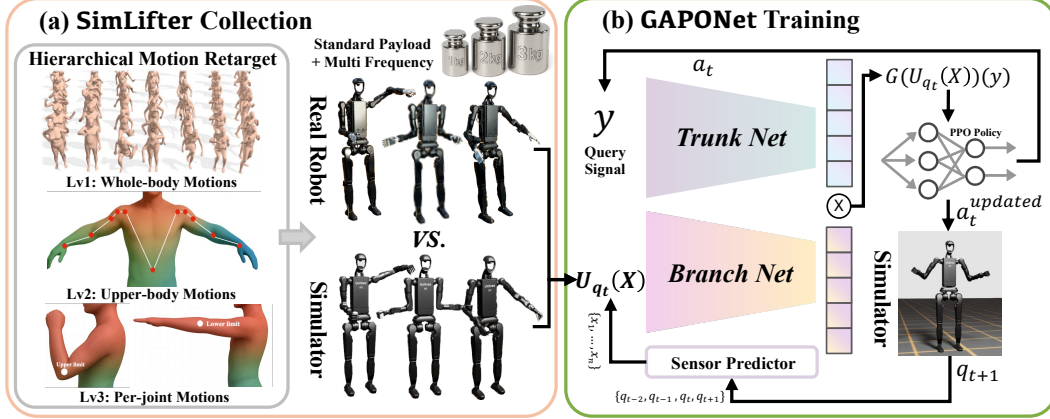 (a) SimLifter Collection
Hierarchical Motion Retarget
Lv1: Whole-body Motions
Lv2: Upper-body Motions
Upper limit
Lower limit
Lv3: Per-joint Motions
Standard Payload
+ Multi Frequency
1kg
2kg
3kg
Real Robot
VS.
Simulator
(b) GAPONet Training
a_t
y
Query
Signal
Trunk Net
X
Branch Net
U_{q_t}(X)
{x_1, ..., x_n}
Sensor Predictor
{q_{t-2}, q_{t-1}, q_t, q_{t+1}}
G(U_{q_t}(X))(y)
PPO Policy
a_t^{updated}
Simulator
q_{t+1}